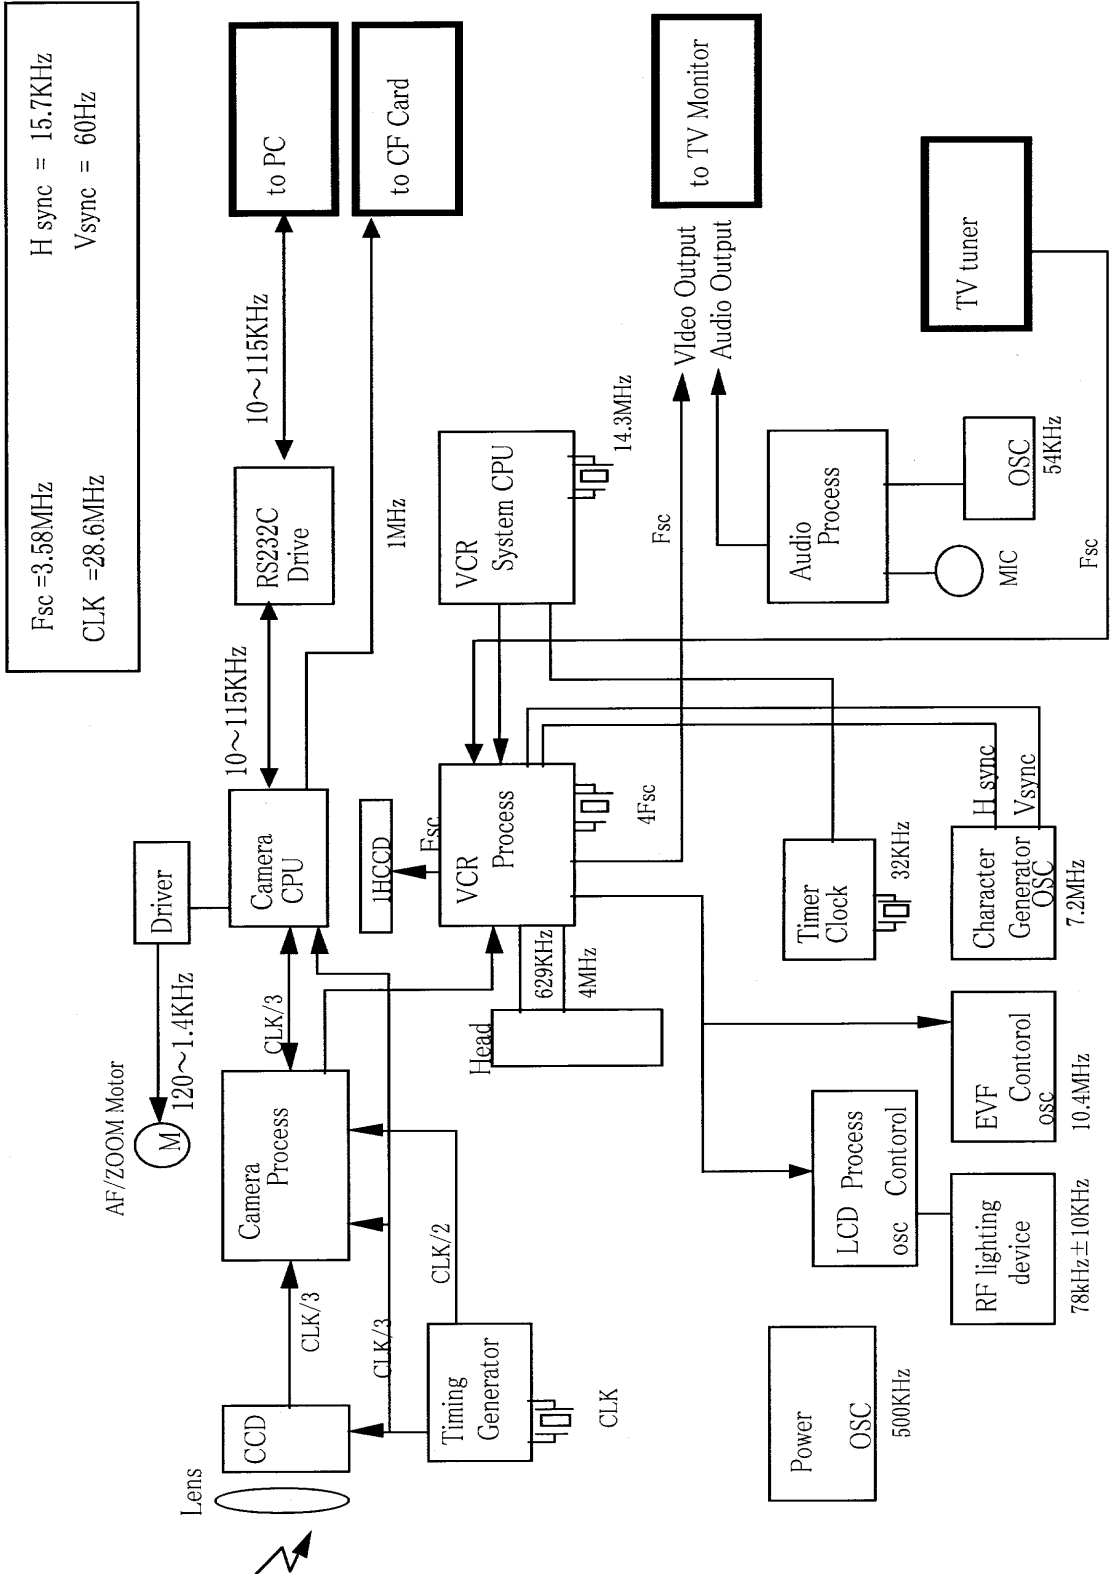 Fsc =3.58MHz
H sync = 15.7KHz
CLK =28.6MHz
Vsync = 60Hz
AF/ZOOM Motor
M
120～1.4KHz
Driver
Lens
CCD
CLK/3
Camera
Process
CLK/3
Camera
CPU
10～115KHz
RS232C
Drive
10～115KHz
to PC
to CF Card
1MHz
CLK/3
CLK/2
Timing
Generator
CLK
1HCCD
Fsc
Head
629KHz
4MHz
VCR
Process
4Fsc
VCR
System CPU
14.3MHz
Fsc
VIdeo Output
Audio Output
to TV Monitor
Power
OSC
500KHz
LCD Process
osc Contorol
RF lighting
device
78kHz±10KHz
EVF
Contorol
osc
10.4MHz
Timer
Clock
32KHz
H sync
Vsync
Character
Generator
OSC
7.2MHz
Audio
Process
MIC
OSC
54KHz
TV tuner
Fsc